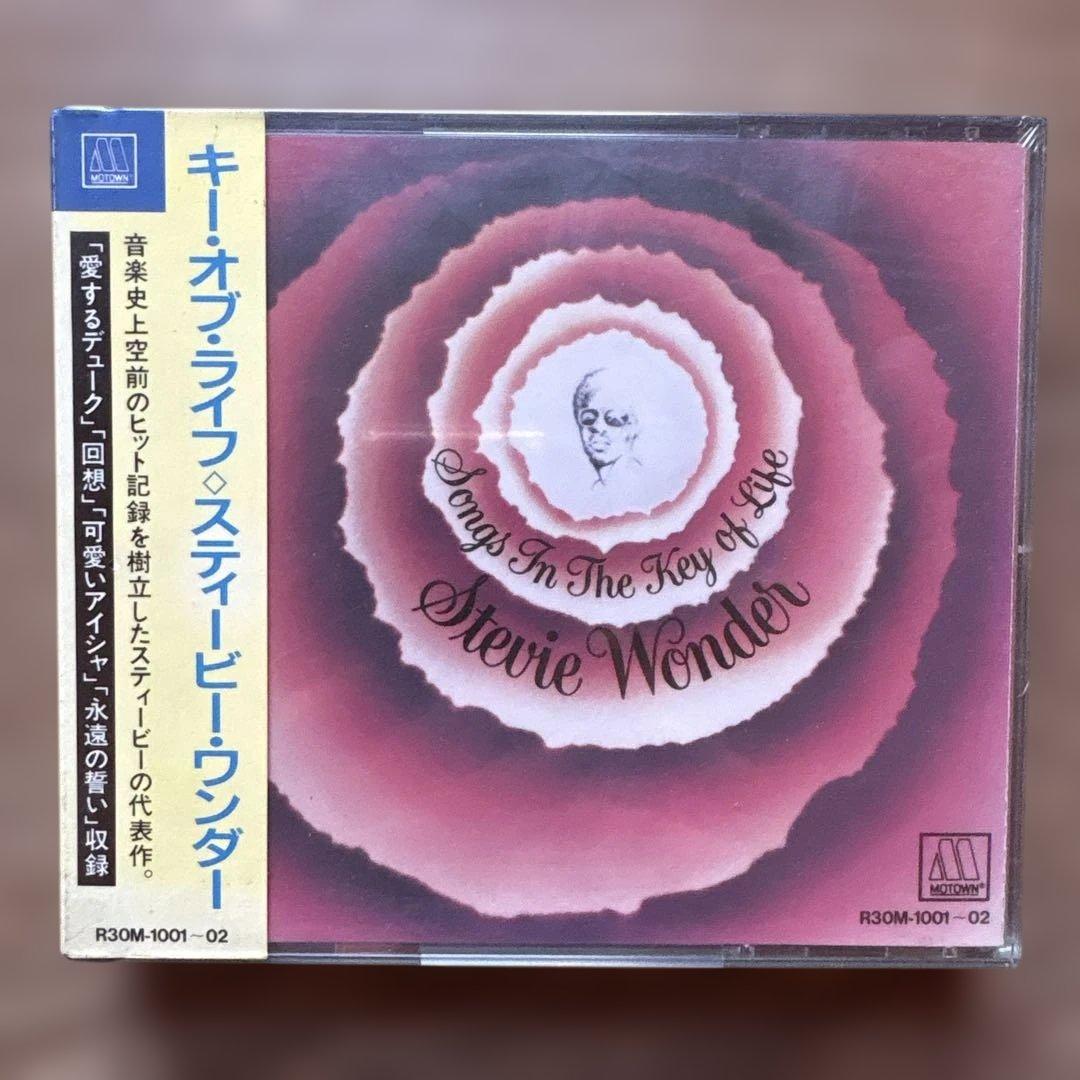 MOTOWN
キー・オブ・ライフ◇スティービー・ワンダー
音楽史上空前のヒット記録を樹立したスティービーの代表作。
「愛するデューク」「回想」「可愛いアイシャ」「永遠の誓い」収録
R30M-1001～02
Songs In The Key of Life
Stevie Wonder
MOTOWN
R30M-1001～02